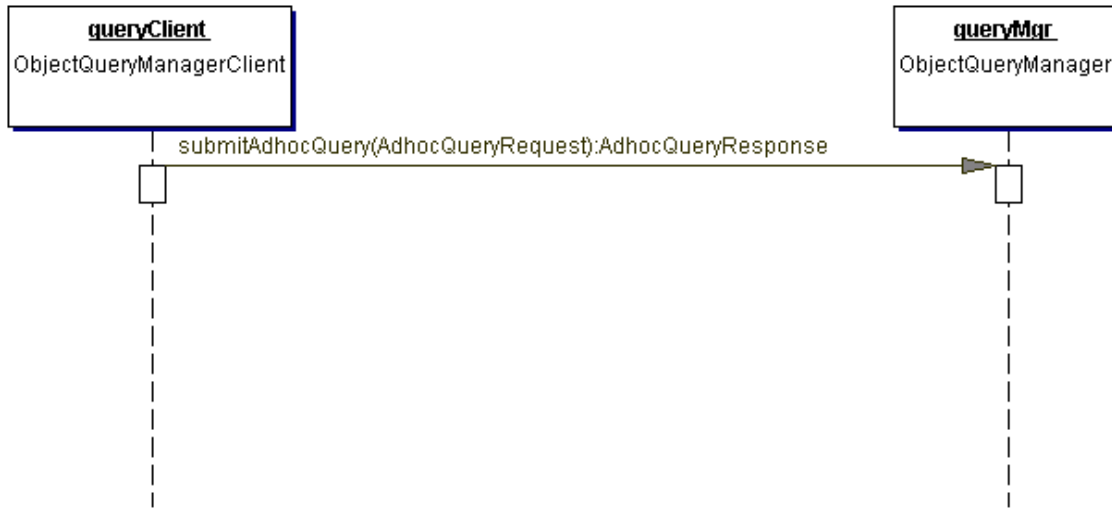 queryClient
ObjectQueryManagerClient
queryMgr
ObjectQueryManager
submitAdhocQuery(AdhocQueryRequest):AdhocQueryResponse